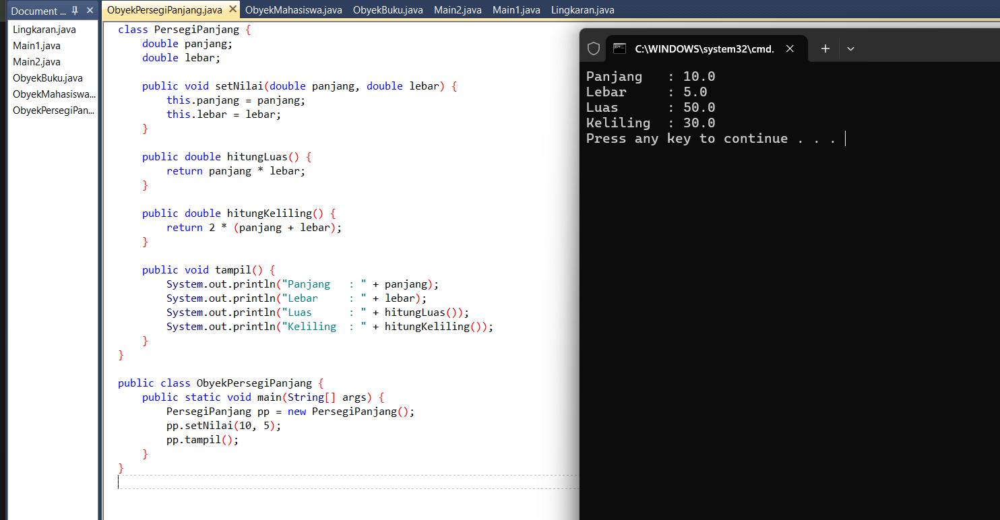 Document ...
ObyekPersegiPanjang.java ObyekMahasiswa.java ObyekBuku.java Main2.java Main1.java Lingkaran.java
Lingkaran.java
Main1.java
Main2.java
ObyekBuku.java
ObyekMahasiswa...
ObyekPersegiPan...
class PersegiPanjang {
    double panjang;
    double lebar;

    public void setNilai(double panjang, double lebar) {
        this.panjang = panjang;
        this.lebar = lebar;
    }

    public double hitungLuas() {
        return panjang * lebar;
    }

    public double hitungKeliling() {
        return 2 * (panjang + lebar);
    }

    public void tampil() {
        System.out.println("Panjang   : " + panjang);
        System.out.println("Lebar     : " + lebar);
        System.out.println("Luas      : " + hitungLuas());
        System.out.println("Keliling  : " + hitungKeliling());
    }
}

public class ObyekPersegiPanjang {
    public static void main(String[] args) {
        PersegiPanjang pp = new PersegiPanjang();
        pp.setNilai(10, 5);
        pp.tampil();
    }
}
C:\WINDOWS\system32\cmd.
Panjang   : 10.0
Lebar     : 5.0
Luas      : 50.0
Keliling  : 30.0
Press any key to continue . . .